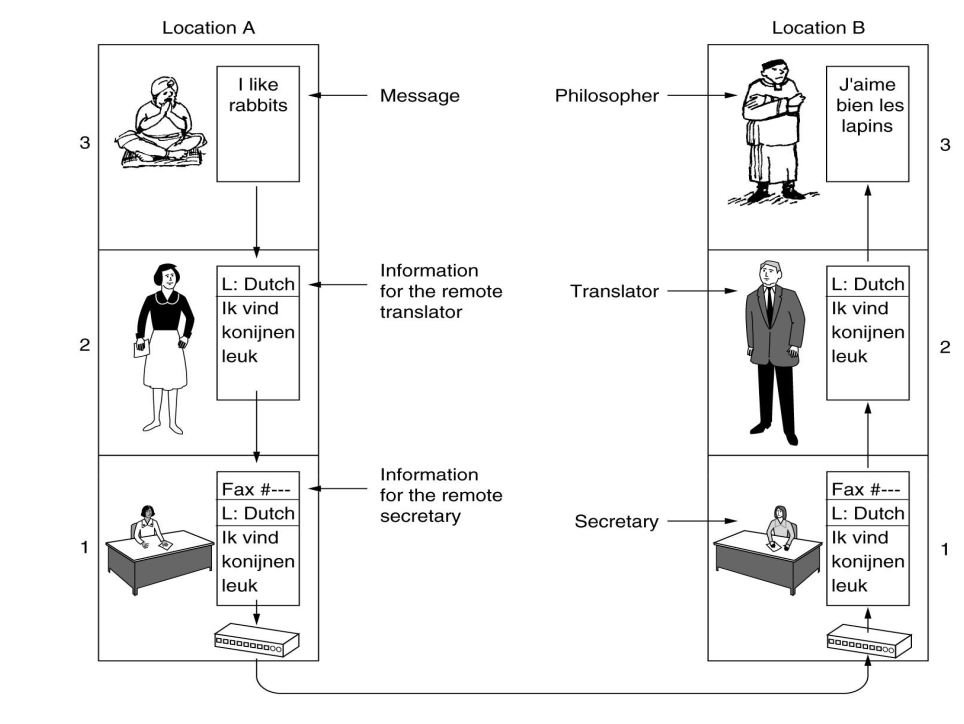 Location A
Location B
I like
rabbits
Message
Philosopher
J'aime
bien les
lapins
3
3
L: Dutch
Ik vind
konijnen
leuk
Information
for the remote
translator
Translator
L: Dutch
Ik vind
konijnen
leuk
2
2
Fax #---
L: Dutch
Ik vind
konijnen
leuk
Information
for the remote
secretary
Secretary
Fax #---
L: Dutch
Ik vind
konijnen
leuk
1
1